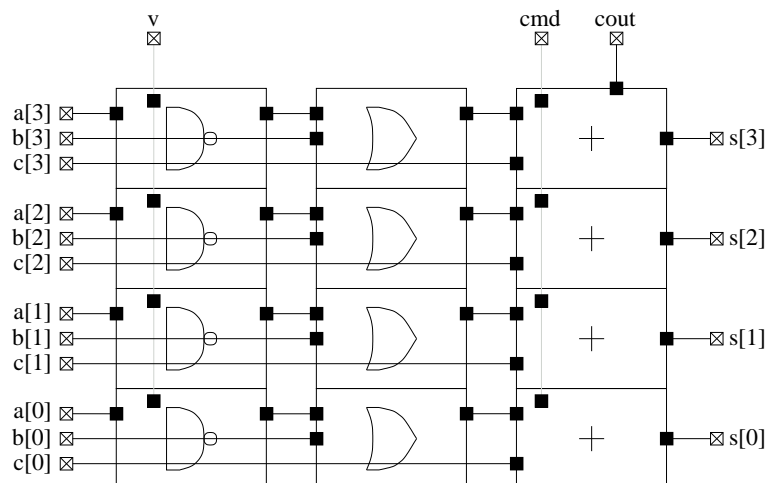 v cmd cout
a[3]
b[3] s[3]
c[3]
a[2]
b[2] s[2]
c[2]
a[1]
b[1] s[1]
c[1]
a[0]
b[0] s[0]
c[0]